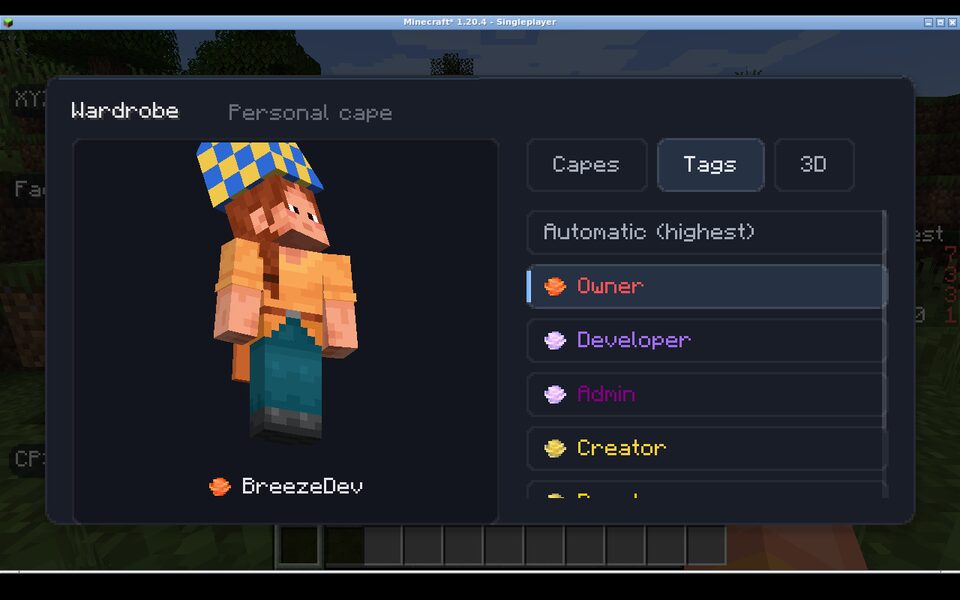 Minecraft* 1.20.4 - Singleplayer
Wardrobe
Personal cape
Capes
Tags
3D
Automatic (highest)
Owner
Developer
Admin
Creator
BreezeDev